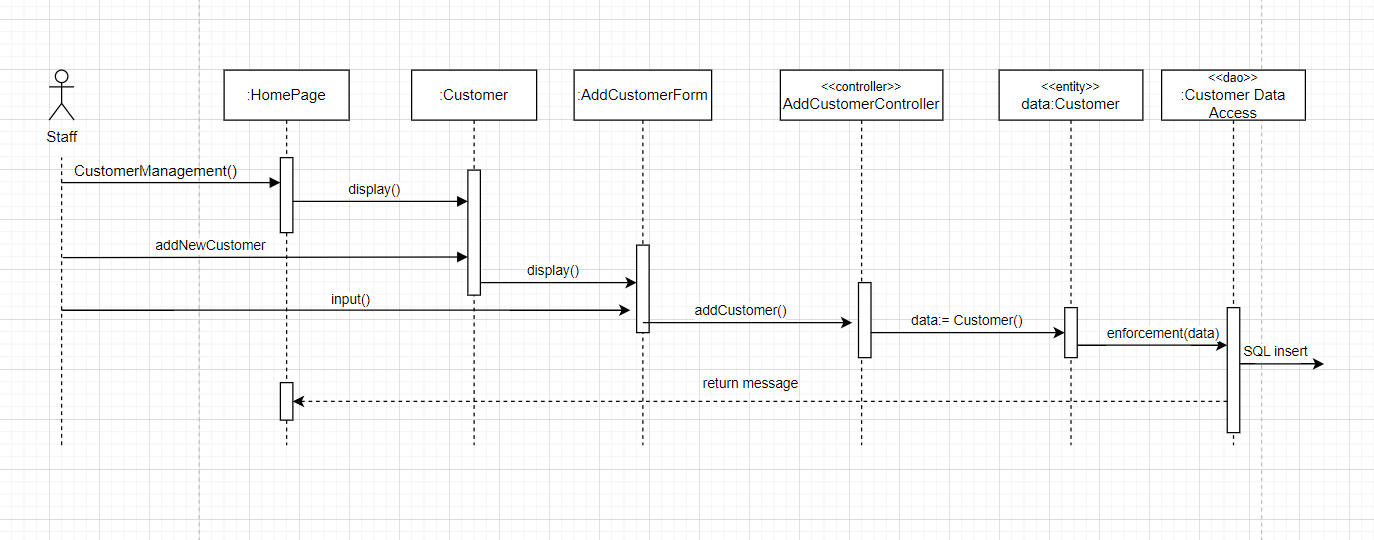 Staff
:HomePage
:Customer
:AddCustomerForm
<<controller>>
AddCustomerController
<<entity>>
data:Customer
<<dao>>
:Customer Data
Access
CustomerManagement()
display()
addNewCustomer
display()
input()
addCustomer()
data:= Customer()
enforcement(data)
SQL insert
return message